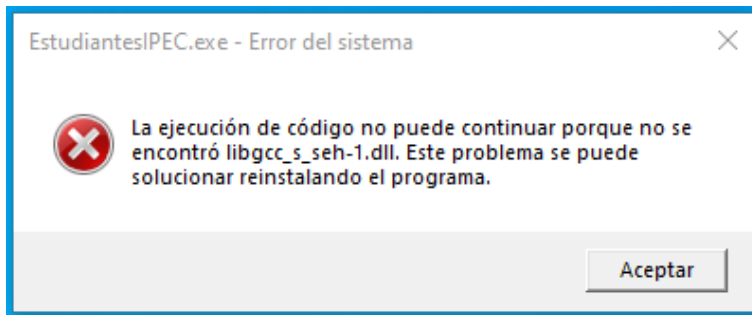 EstudiantesIPEC.exe - Error del sistema
La ejecución de código no puede continuar porque no se
encontró libgcc_s_seh-1.dll. Este problema se puede
solucionar reinstalando el programa.
Aceptar